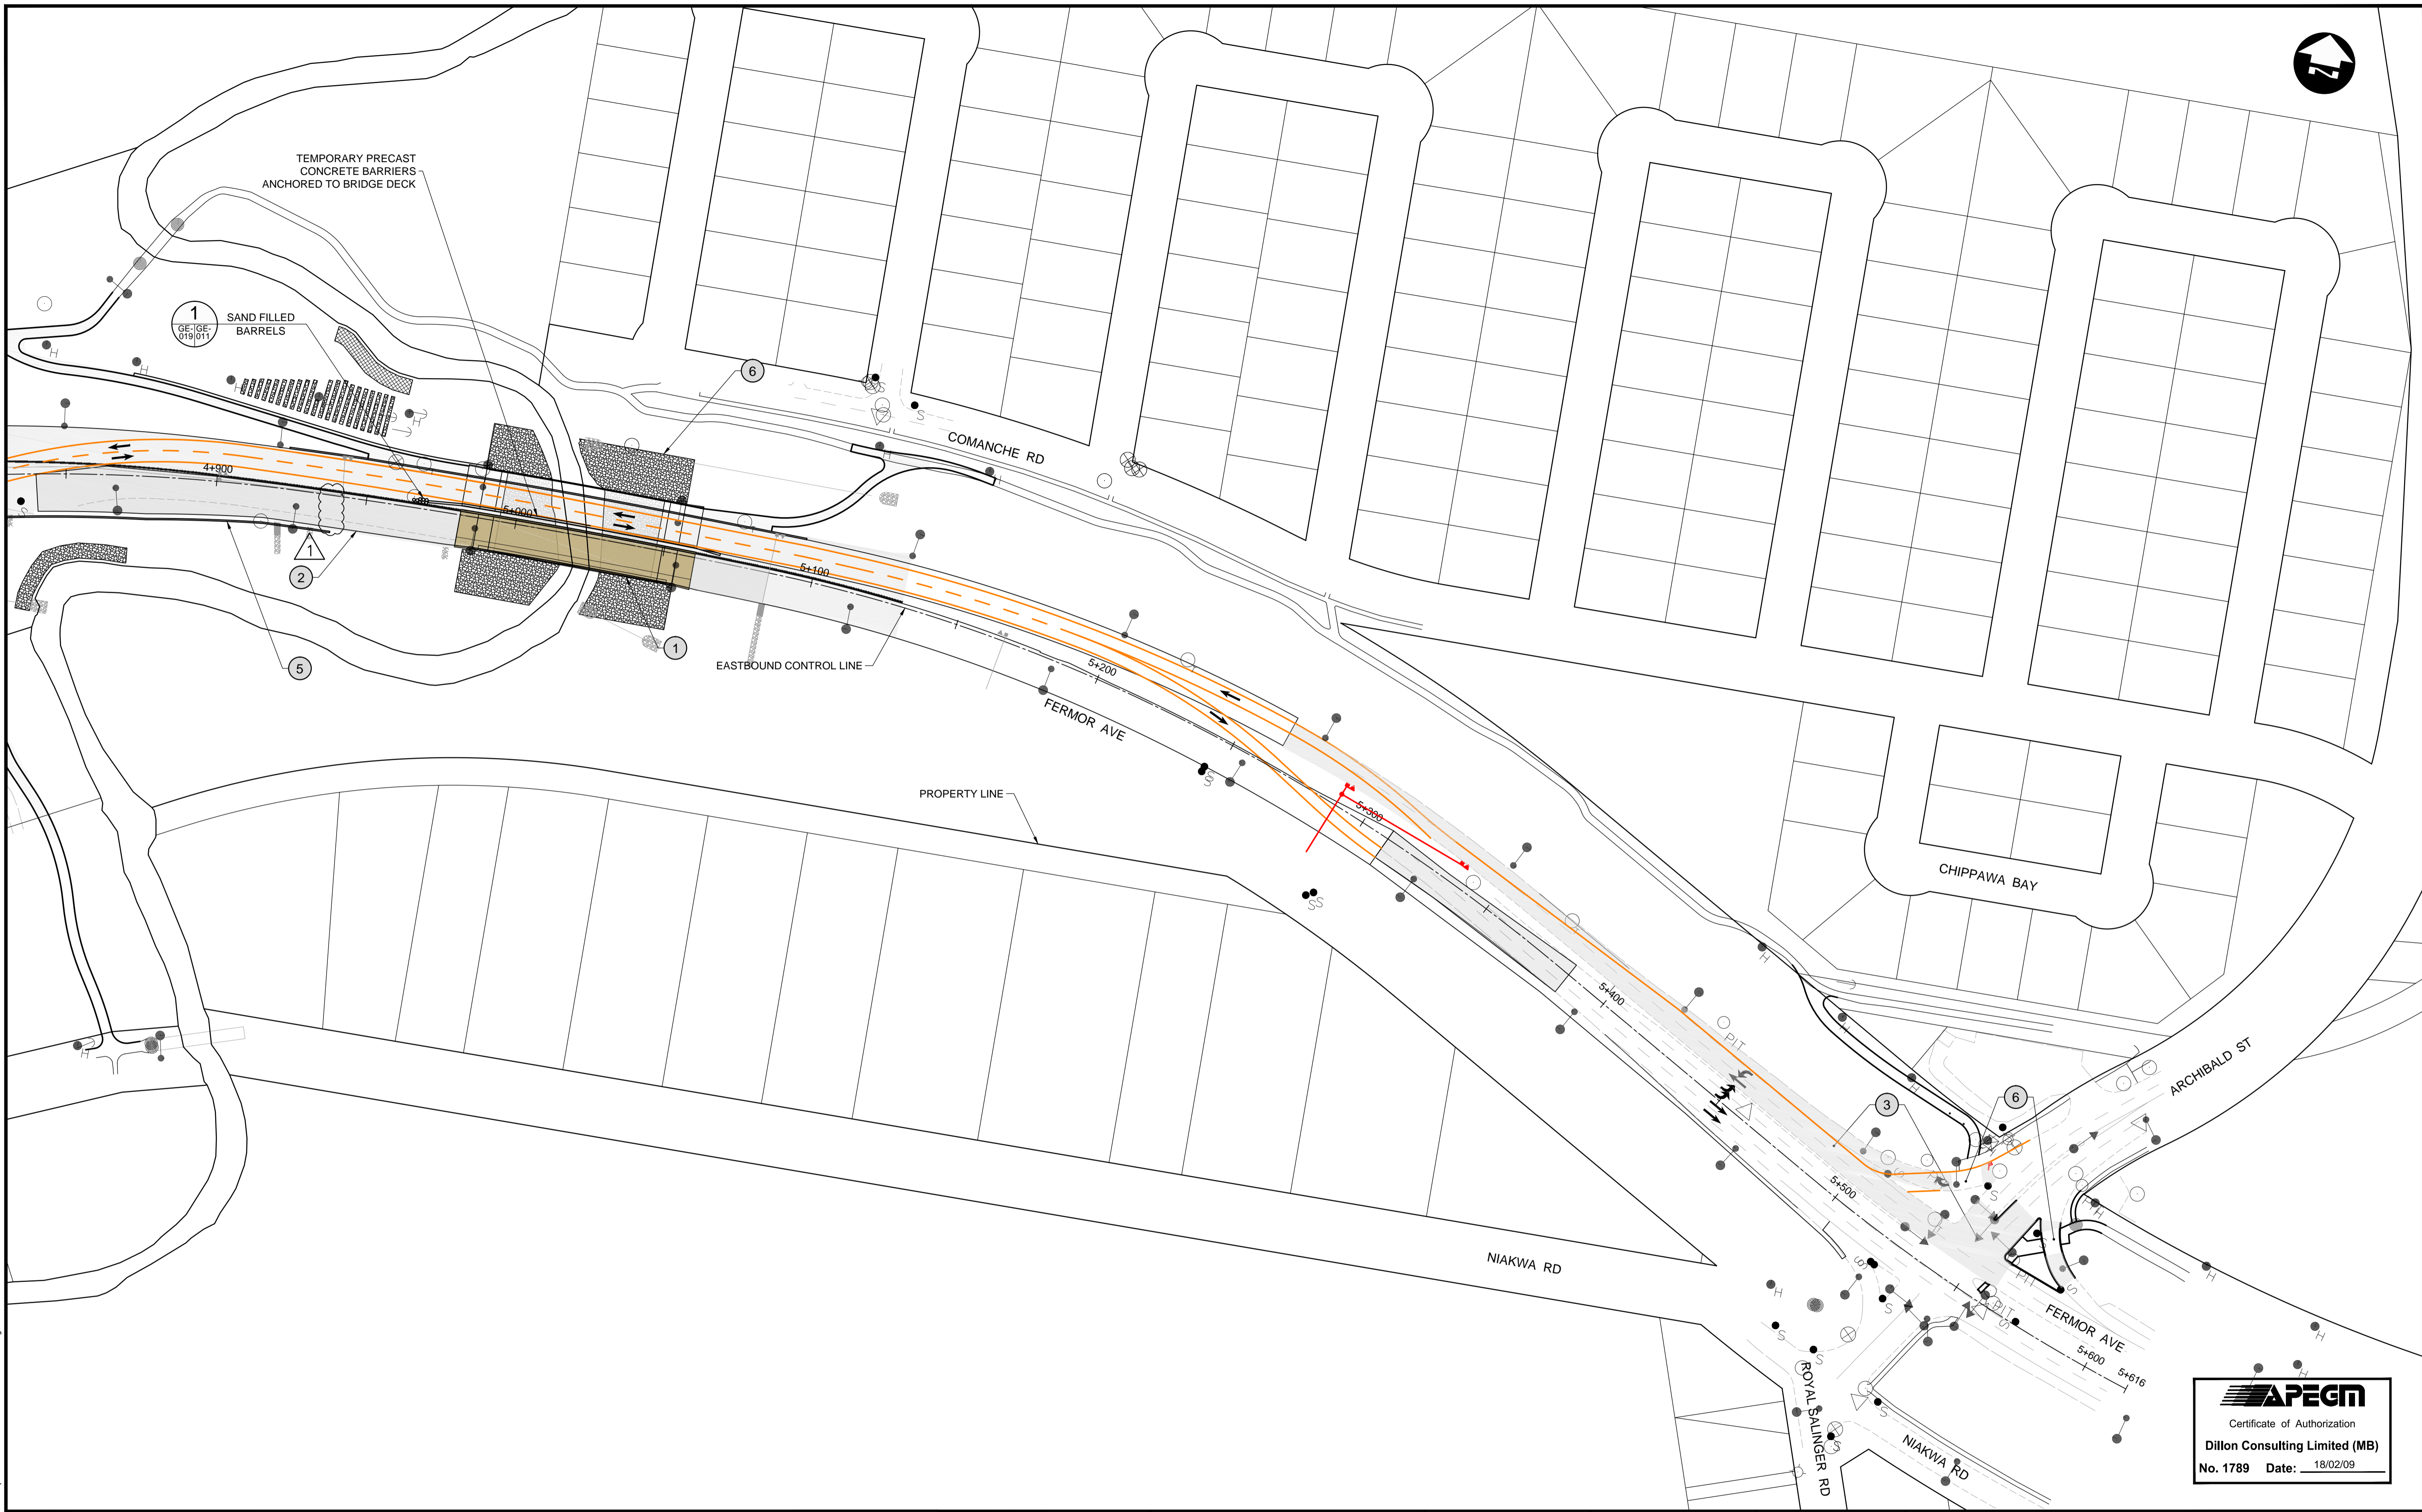 TEMPORARY PRECAST
CONCRETE BARRIERS
ANCHORED TO BRIDGE DECK
1
GE-019
GE-011
SAND FILLED
BARRELS
6
COMANCHE RD
4+900
5+000
5+100
1
2
5
1
EASTBOUND CONTROL LINE
5+200
FERMOR AVE
PROPERTY LINE
5+300
CHIPPAWA BAY
5+400
PIT
ARCHIBALD ST
3
6
5+500
NIAKWA RD
PIT
PIT
FERMOR AVE
5+600
5+616
ROYAL SALINGER RD
NIAKWA RD
APEGM
Certificate of Authorization
Dillon Consulting Limited (MB)
No. 1789 Date: 18/02/09